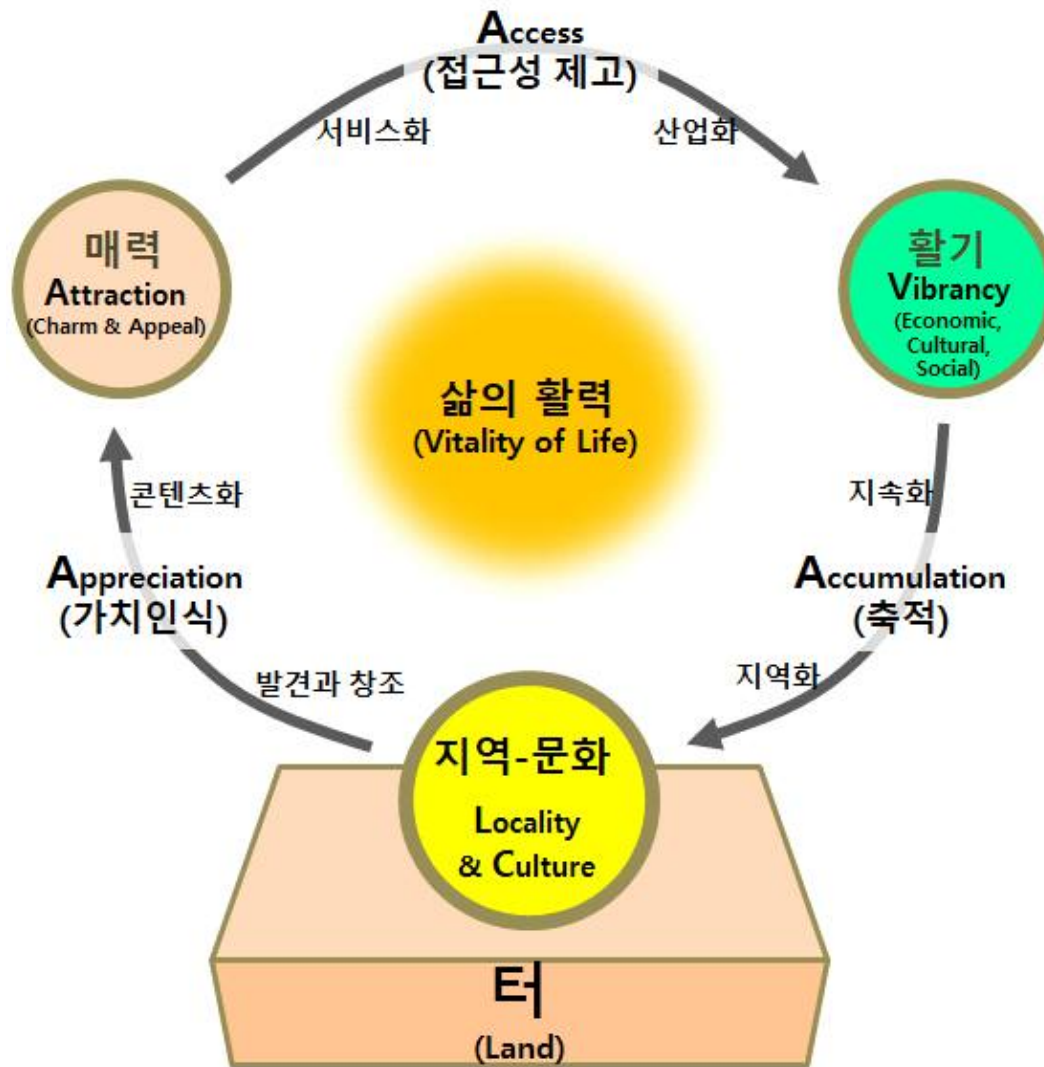 Access
(접근성 제고)
서비스화
산업화
매력
Attraction
(Charm & Appeal)
활기
Vibrancy
(Economic,
Cultural,
Social)
삶의 활력
(Vitality of Life)
콘텐츠화
지속화
Appreciation
(가치인식)
Accumulation
(축적)
발견과 창조
지역화
지역-문화
Locality
& Culture
터
(Land)